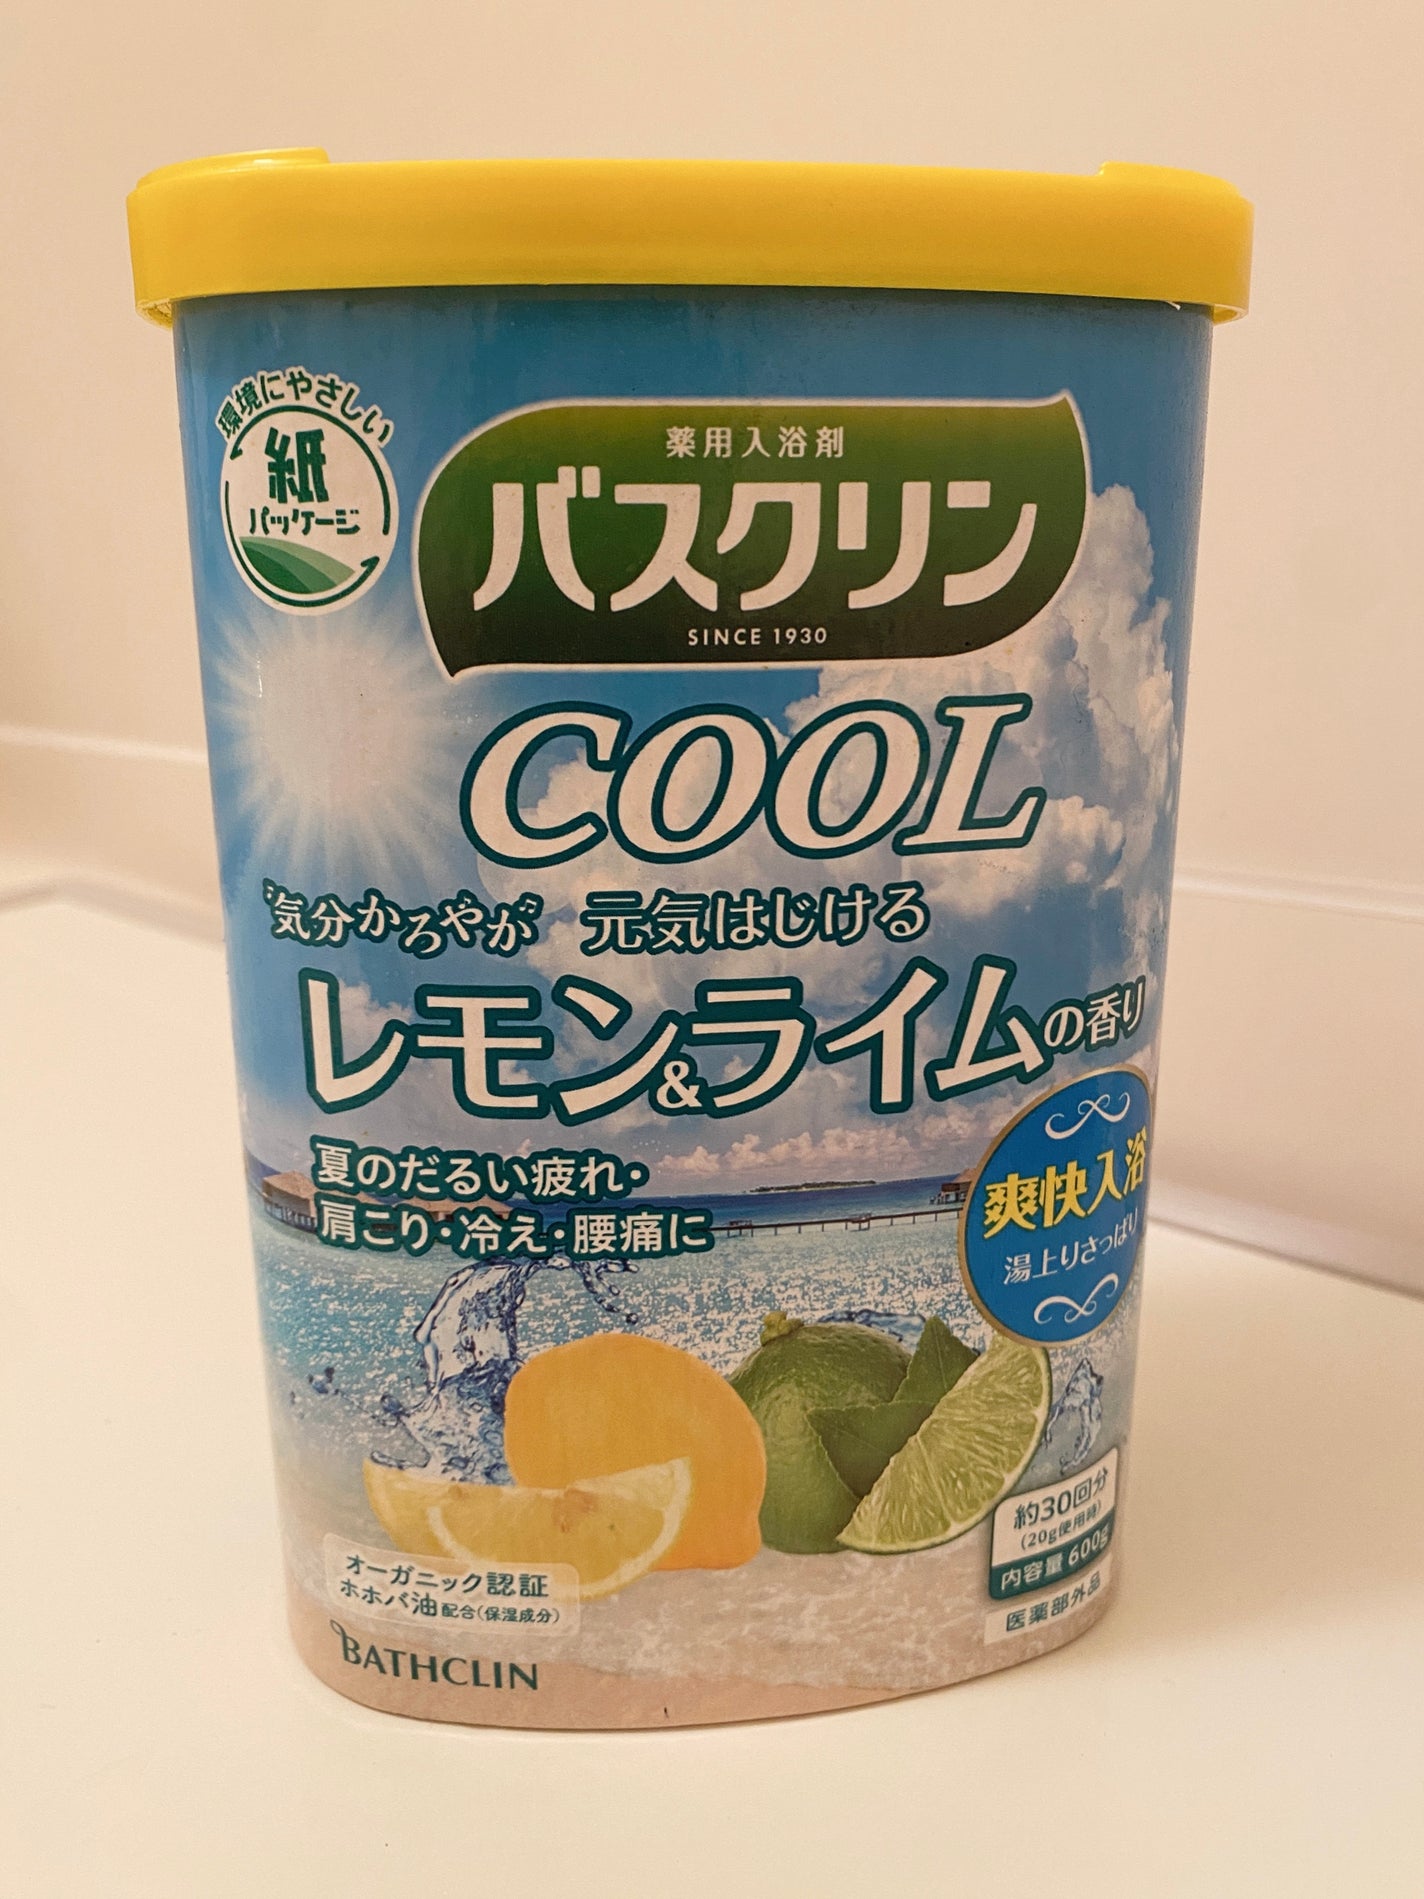 環境にやさしい
紙
パッケージ
薬用入浴剤
バスクリン
SINCE 1930
COOL
気分かろやか♫ 元気はじける
レモン&ライムの香り
夏のだるい疲れ・
肩こり・冷え・腰痛に
爽快入浴
湯上りさっぱり
約30回分
(20g使用時)
内容量 600g
医薬部外品
オーガニック認証
ホホバ油配合(保湿成分)
BATHCLIN